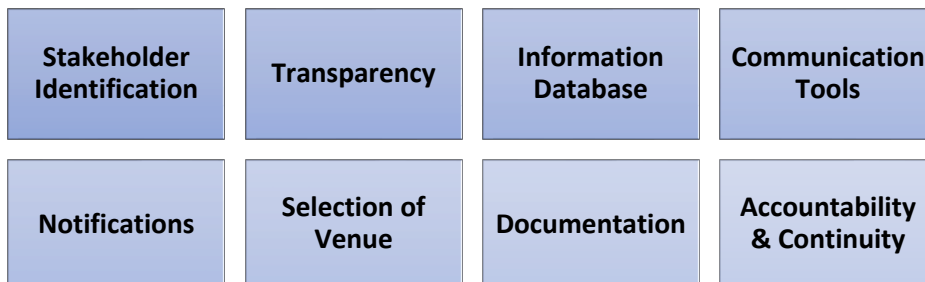 Stakeholder
Identification
Transparency
Information
Database
Communication
Tools
Notifications
Selection of
Venue
Documentation
Accountability
& Continuity